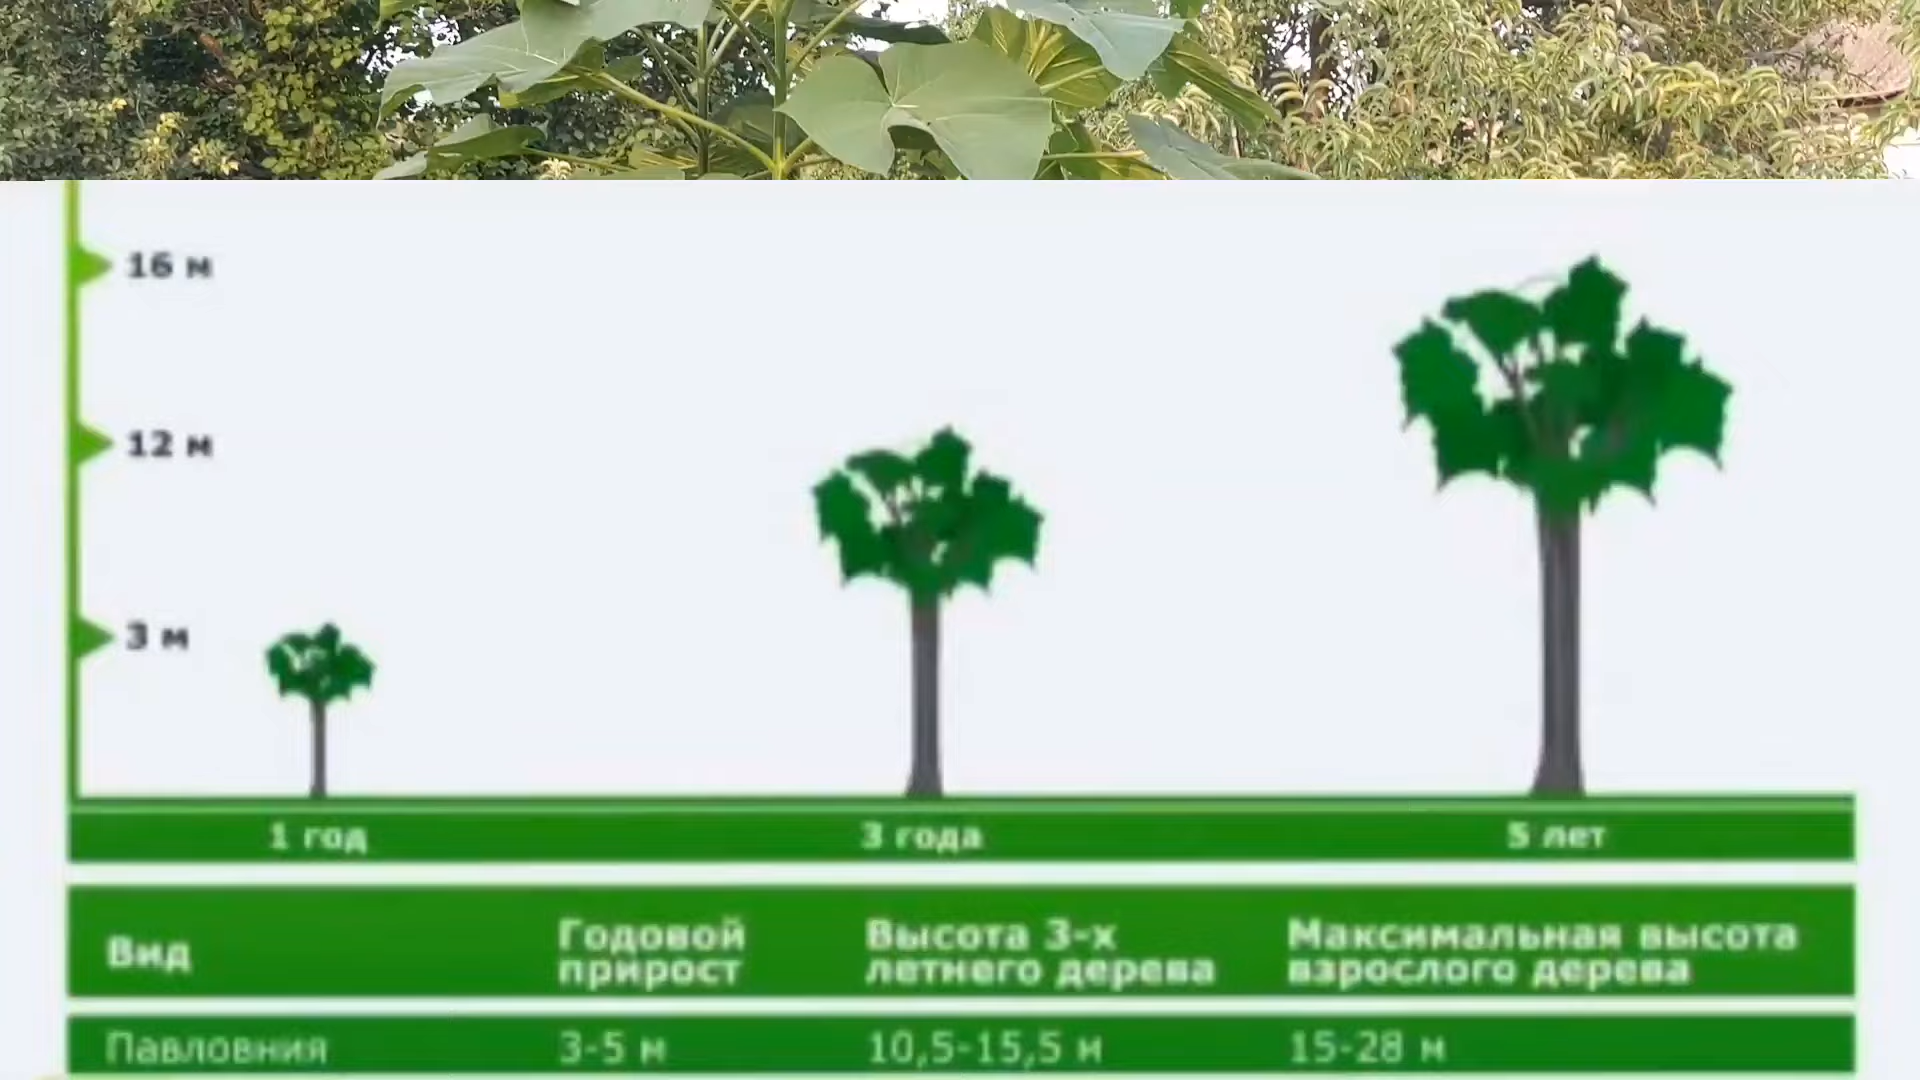 16 м
12 м
3 м
1 год
3 года
5 лет
Вид
Годовой
прирост
Высота 3-х
летнего дерева
Максимальная высота
взрослого дерева
Павловния
3-5 м
10,5-15,5 м
15-28 м